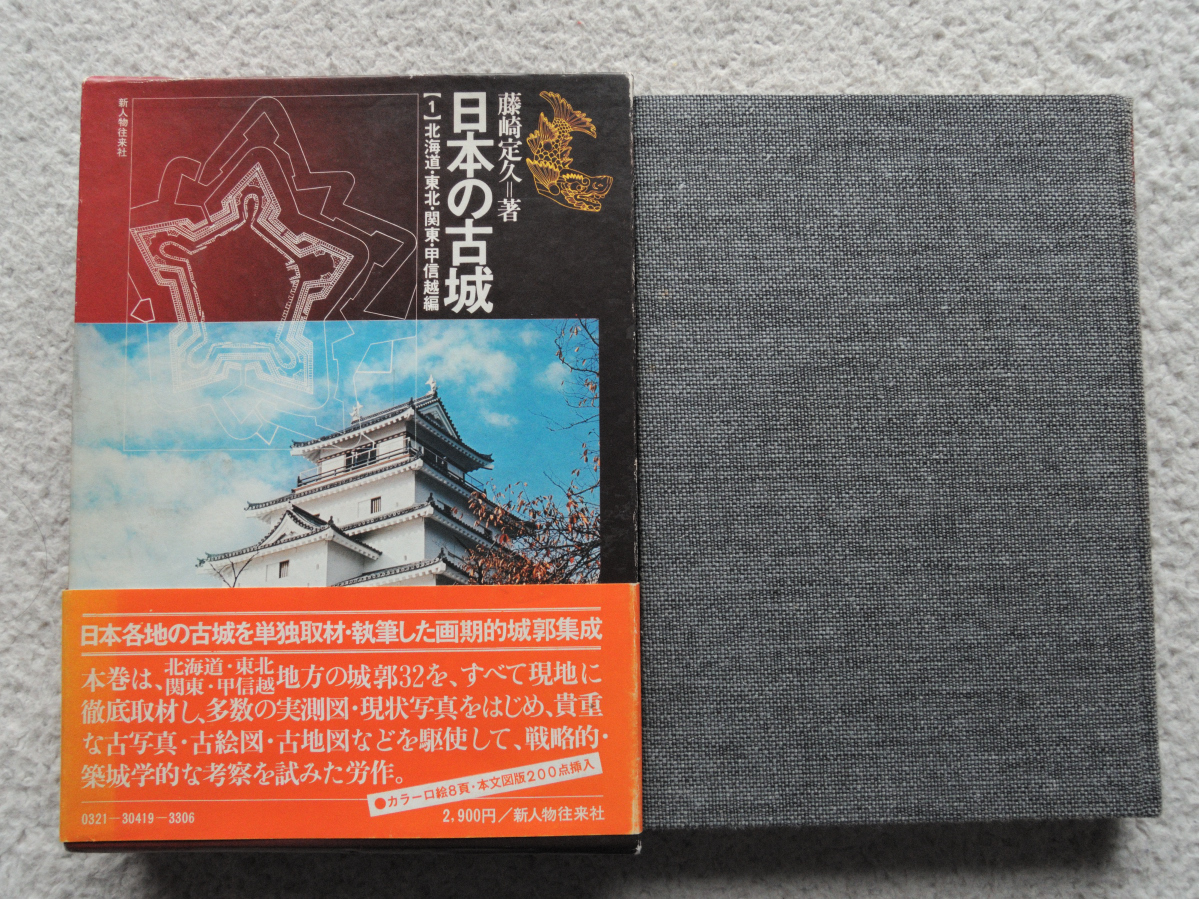 藤崎定久＝著
日本の古城
【1】北海道・東北・関東・甲信越編
新人物往来社
日本各地の古城を単独取材・執筆した画期的城郭集成
本巻は、北海道・東北関東・甲信越地方の城郭32を、すべて現地に
徹底取材し、多数の実測図・現状写真をはじめ、貴重
な古写真・古絵図・古地図などを駆使して、戦略的・
築城学的な考察を試みた労作。
●カラー口絵8頁・本文図版200点挿入
0321—30419—3306
2,900円／新人物往来社